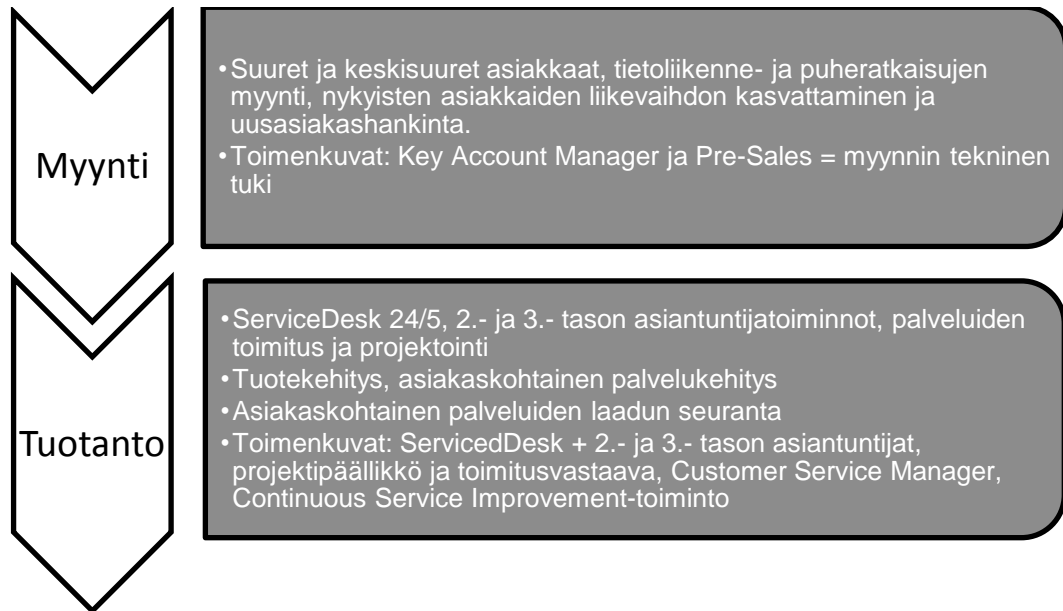 Myynti
•Suuret ja keskisuuret asiakkaat, tietoliikenne- ja puheratkaisujen
myynti, nykyisten asiakkaiden liikevaihdon kasvattaminen ja
uusasiakashankinta.
•Toimenkuvat: Key Account Manager ja Pre-Sales = myynnin tekninen
tuki
Tuotanto
•ServiceDesk 24/5, 2.- ja 3.- tason asiantuntijatoiminnot, palveluiden
toimitus ja projektointi
•Tuotekehitys, asiakaskohtainen palvelukehitys
•Asiakaskohtainen palveluiden laadun seuranta
•Toimenkuvat: ServicedDesk + 2.- ja 3.- tason asiantuntijat,
projektipäällikkö ja toimitusvastaava, Customer Service Manager,
Continuous Service Improvement-toiminto